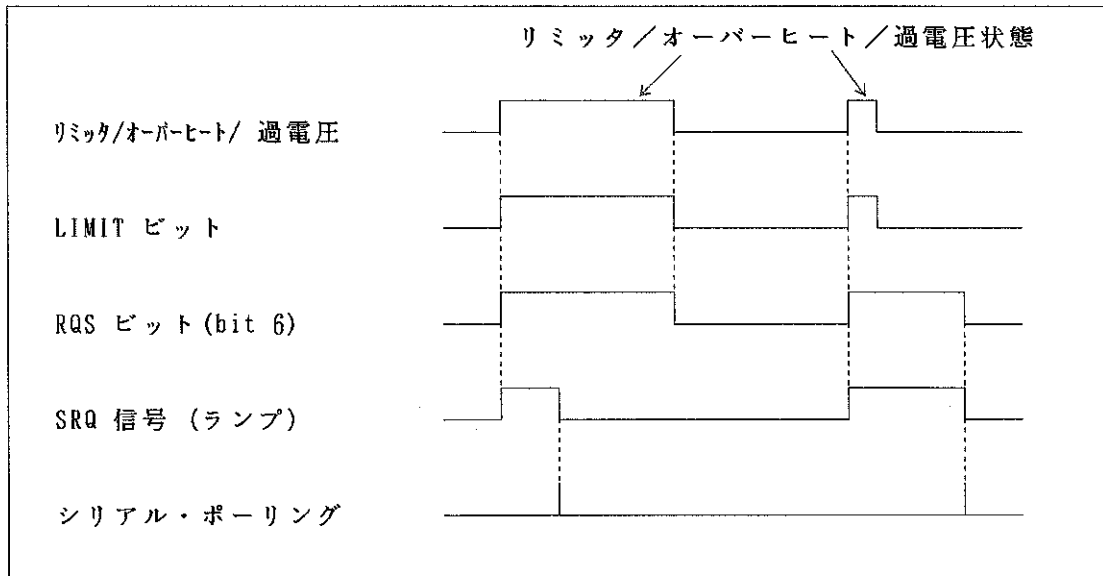 リミッタ／オーバーヒート／過電圧状態
リミッタ/オーバーヒート/ 過電圧
LIMIT ビット
RQS ビット(bit 6)
SRQ 信号 (ランプ)
シリアル・ポーリング